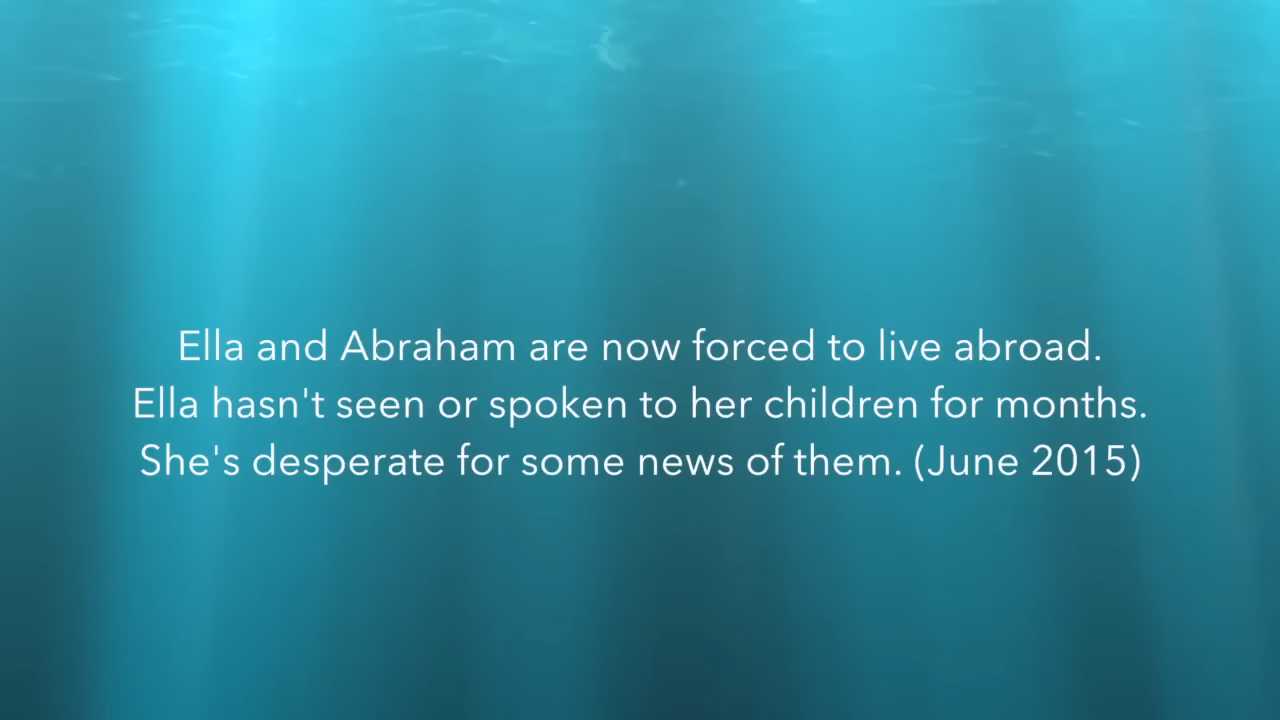 Ella and Abraham are now forced to live abroad.
Ella hasn't seen or spoken to her children for months.
She's desperate for some news of them. (June 2015)